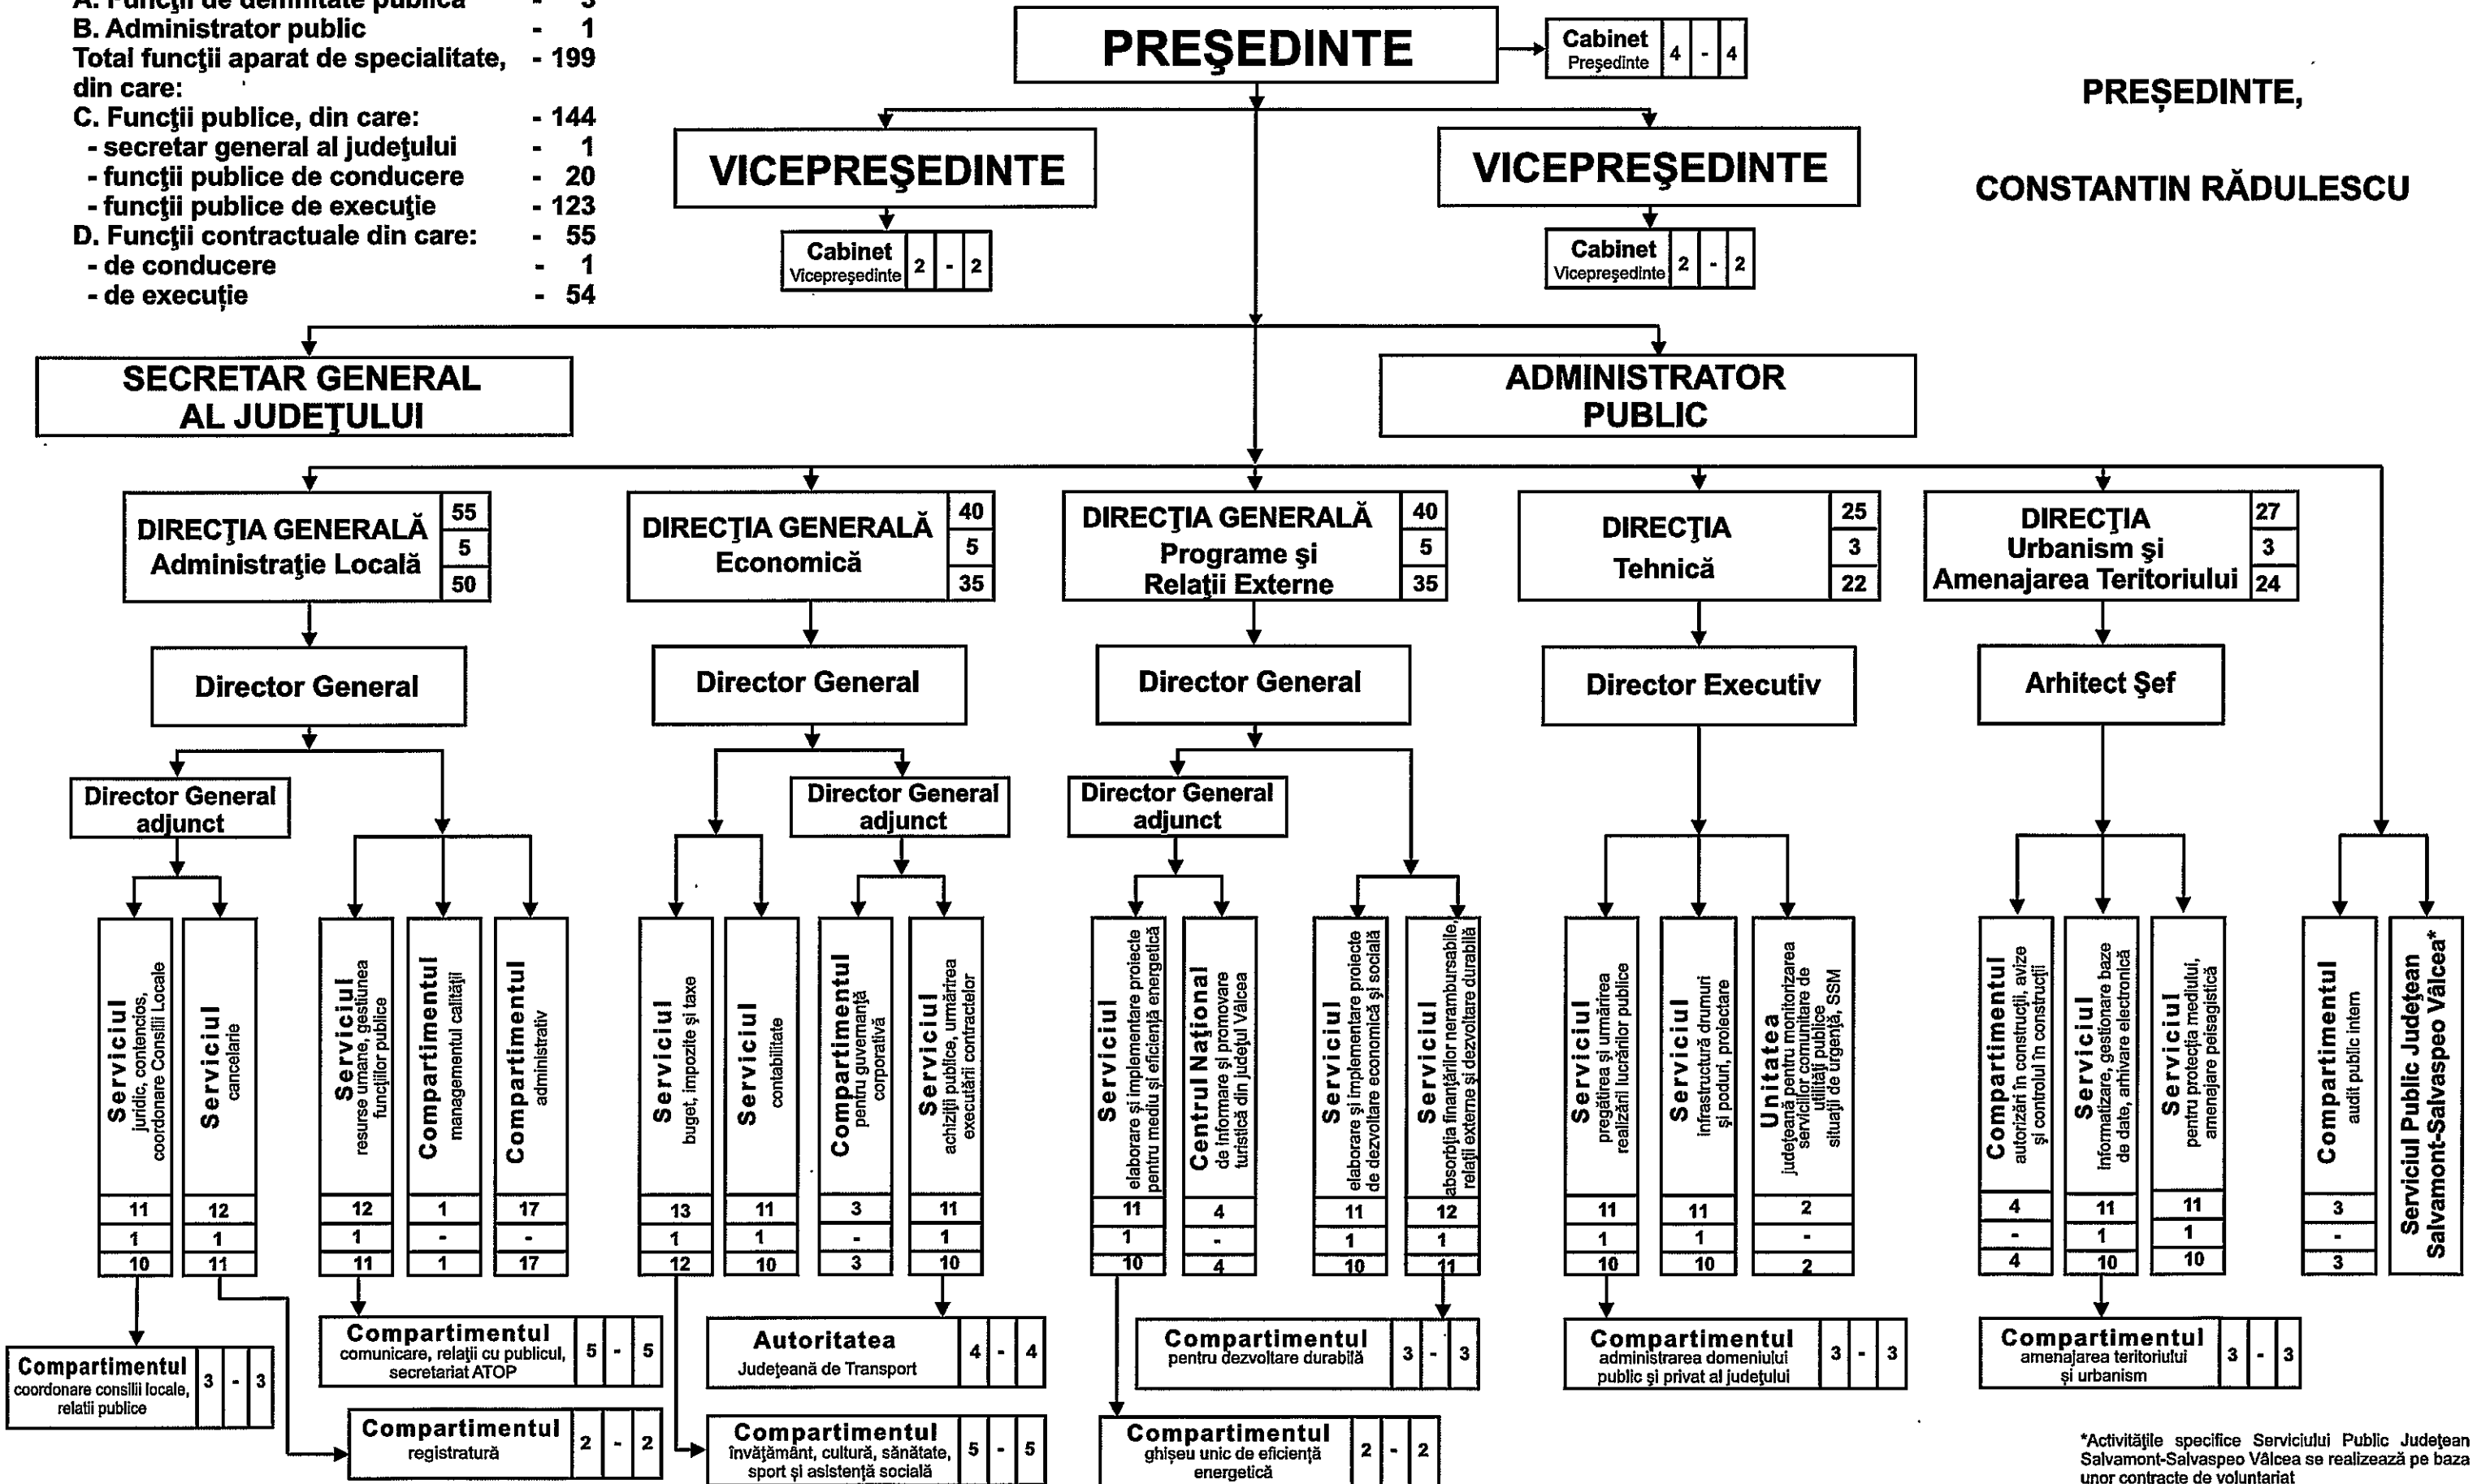 A. Funcţii de demnitate publică - 3
B. Administrator public - 1
Total funcţii aparat de specialitate, - 199
din care:
C. Funcţii publice, din care: - 144
- secretar general al judeţului - 1
- funcţii publice de conducere - 20
- funcţii publice de execuţie - 123
D. Funcţii contractuale din care: - 55
- de conducere - 1
- de execuție - 54
PREŞEDINTE
Cabinet
Preşedinte
4 - 4
PREȘEDINTE,
CONSTANTIN RĂDULESCU
VICEPREŞEDINTE
Cabinet
Vicepreşedinte
2 - 2
VICEPREŞEDINTE
Cabinet
Vicepreşedinte
2 - 2
SECRETAR GENERAL
AL JUDEŢULUI
ADMINISTRATOR
PUBLIC
DIRECŢIA GENERALĂ
Administraţie Locală
55
5
50
DIRECŢIA GENERALĂ
Economică
40
5
35
DIRECŢIA GENERALĂ
Programe şi
Relaţii Externe
40
5
35
DIRECŢIA
Tehnică
25
3
22
DIRECŢIA
Urbanism şi
Amenajarea Teritoriului
27
3
24
Director General
Director General
Director General
Director Executiv
Arhitect Şef
Director General
adjunct
Director General
adjunct
Director General
adjunct
Serviciul
juridic, contencios,
coordonare Consilii Locale
11
1
10
Serviciul
cancelarie
12
1
11
Serviciul
resurse umane, gestiunea
funcţiilor publice
12
1
11
Compartimentul
managementul calităţii
1
-
1
Compartimentul
administrativ
17
-
17
Serviciul
buget, impozite şi taxe
13
1
12
Serviciul
contabilitate
11
1
10
Compartimentul
pentru guvernanţă
corporativă
3
-
3
Serviciul
achiziţii publice, urmărirea
executării contractelor
11
1
10
Serviciul
elaborare şi implementare proiecte
pentru mediu şi eficienţă energetică
11
1
10
Centrul Naţional
de informare şi promovare
turistică din judeţul Vâlcea
4
-
4
Serviciul
elaborare şi implementare proiecte
de dezvoltare economică şi socială
11
1
10
Serviciul
absorbţia finanţărilor nerambursabile,
relaţii externe şi dezvoltare durabilă
12
1
11
Serviciul
pregătirea şi urmărirea
realizării lucrărilor publice
11
1
10
Serviciul
infrastructură drumuri
şi poduri, proiectare
11
1
10
Unitatea
judeţeană pentru monitorizarea
serviciilor comunitare de
utilităţi publice
situaţii de urgenţă, SSM
2
-
2
Compartimentul
autorizări în construcţii, avize
şi controlul în construcţii
4
-
4
Serviciul
informatizare, gestionare baze
de date, arhivare electronică
11
1
10
Serviciul
pentru protecţia mediului,
amenajare peisagistică
11
1
10
Compartimentul
audit public intern
3
-
3
Serviciul Public Judeţean
Salvamont-Salvaspeo Vâlcea*
Compartimentul
coordonare consilii locale,
relatii publice
3 - 3
Compartimentul
comunicare, relaţii cu publicul,
secretariat ATOP
5 - 5
Compartimentul
registratură
2 - 2
Autoritatea
Judeţeană de Transport
4 - 4
Compartimentul
învăţământ, cultură, sănătate,
sport şi asistenţă socială
5 - 5
Compartimentul
pentru dezvoltare durabilă
3 - 3
Compartimentul
ghişeu unic de eficienţă
energetică
2 - 2
Compartimentul
administrarea domeniului
public şi privat al judeţului
3 - 3
Compartimentul
amenajarea teritoriului
şi urbanism
3 - 3
*Activităţile specifice Serviciului Public Judeţean
Salvamont-Salvaspeo Vâlcea se realizează pe baza
unor contracte de voluntariat